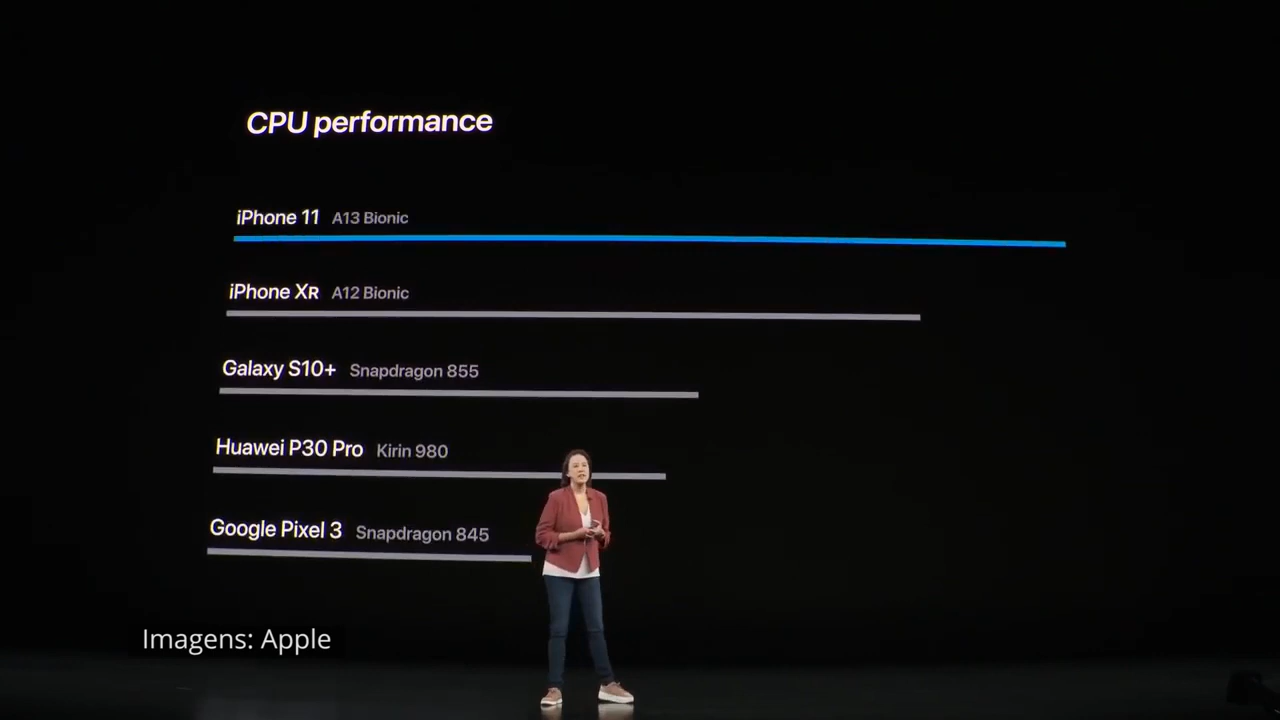 CPU performance
iPhone 11 A13 Bionic
iPhone XR A12 Bionic
Galaxy S10+ Snapdragon 855
Huawei P30 Pro Kirin 980
Google Pixel 3 Snapdragon 845
Imagens: Apple